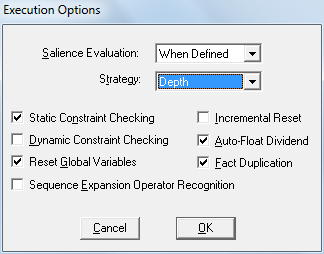 Execution Options
Salience Evaluation: When Defined
Strategy: Depth
Static Constraint Checking Incremental Reset
Dynamic Constraint Checking Auto-Float Dividend
Reset Global Variables Fact Duplication
Sequence Expansion Operator Recognition
Cancel OK